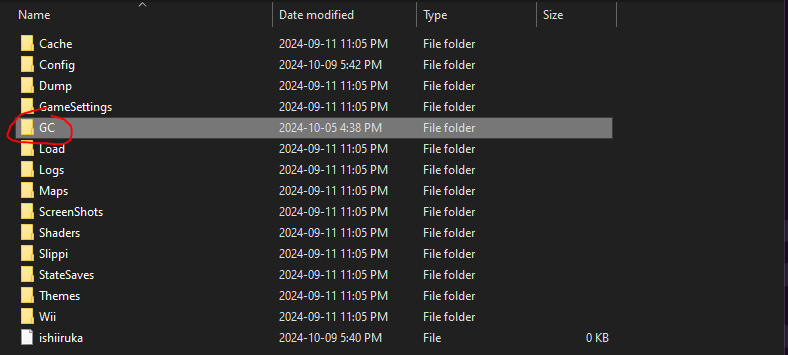 Name Date modified Type Size
Cache 2024-09-11 11:05 PM File folder
Config 2024-10-09 5:42 PM File folder
Dump 2024-09-11 11:05 PM File folder
GameSettings 2024-09-11 11:05 PM File folder
GC 2024-10-05 4:38 PM File folder
Load 2024-09-11 11:05 PM File folder
Logs 2024-09-11 11:05 PM File folder
Maps 2024-09-11 11:05 PM File folder
ScreenShots 2024-09-11 11:05 PM File folder
Shaders 2024-09-11 11:05 PM File folder
Slippi 2024-09-11 11:05 PM File folder
StateSaves 2024-09-11 11:05 PM File folder
Themes 2024-09-11 11:05 PM File folder
Wii 2024-09-11 11:05 PM File folder
ishiiruka 2024-10-09 5:40 PM File 0 KB